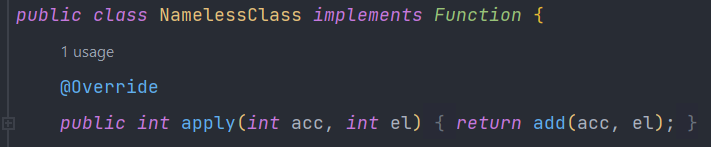 public class NamelessClass implements Function {
1 usage
@Override
public int apply(int acc, int el) { return add(acc, el); }